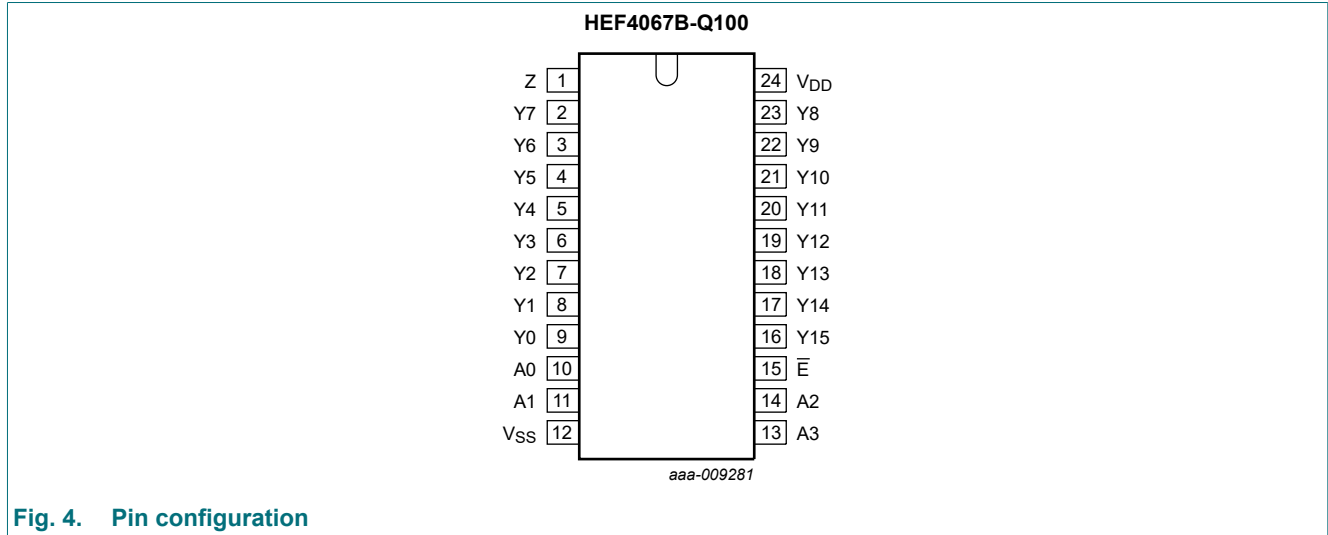 HEF4067B-Q100
Z 1 24 VDD
Y7 2 23 Y8
Y6 3 22 Y9
Y5 4 21 Y10
Y4 5 20 Y11
Y3 6 19 Y12
Y2 7 18 Y13
Y1 8 17 Y14
Y0 9 16 Y15
A0 10 15 E̅
A1 11 14 A2
VSS 12 13 A3
aaa-009281
Fig. 4. Pin configuration